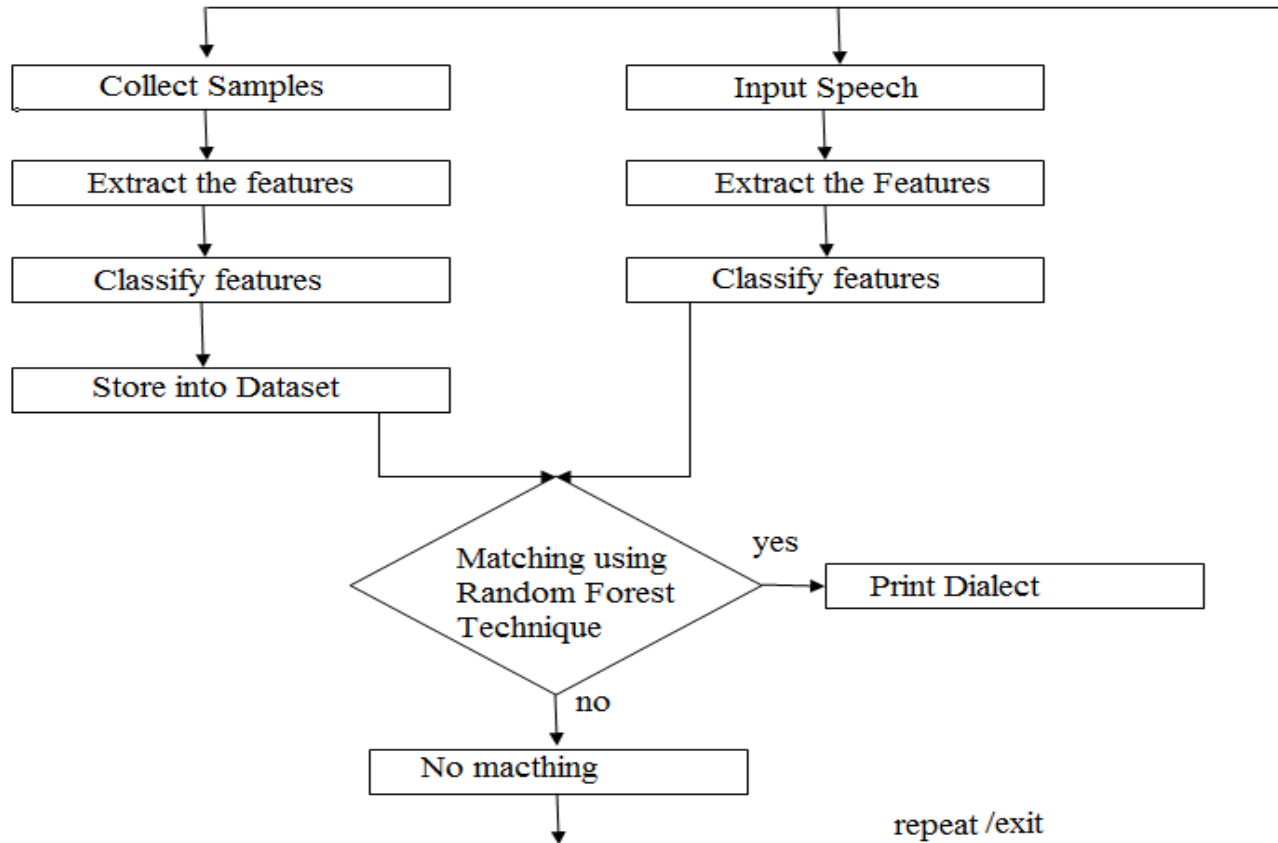 Collect Samples
Input Speech
Extract the features
Extract the Features
Classify features
Classify features
Store into Dataset
Matching using
Random Forest
Technique
yes
Print Dialect
no
No macthing
repeat /exit